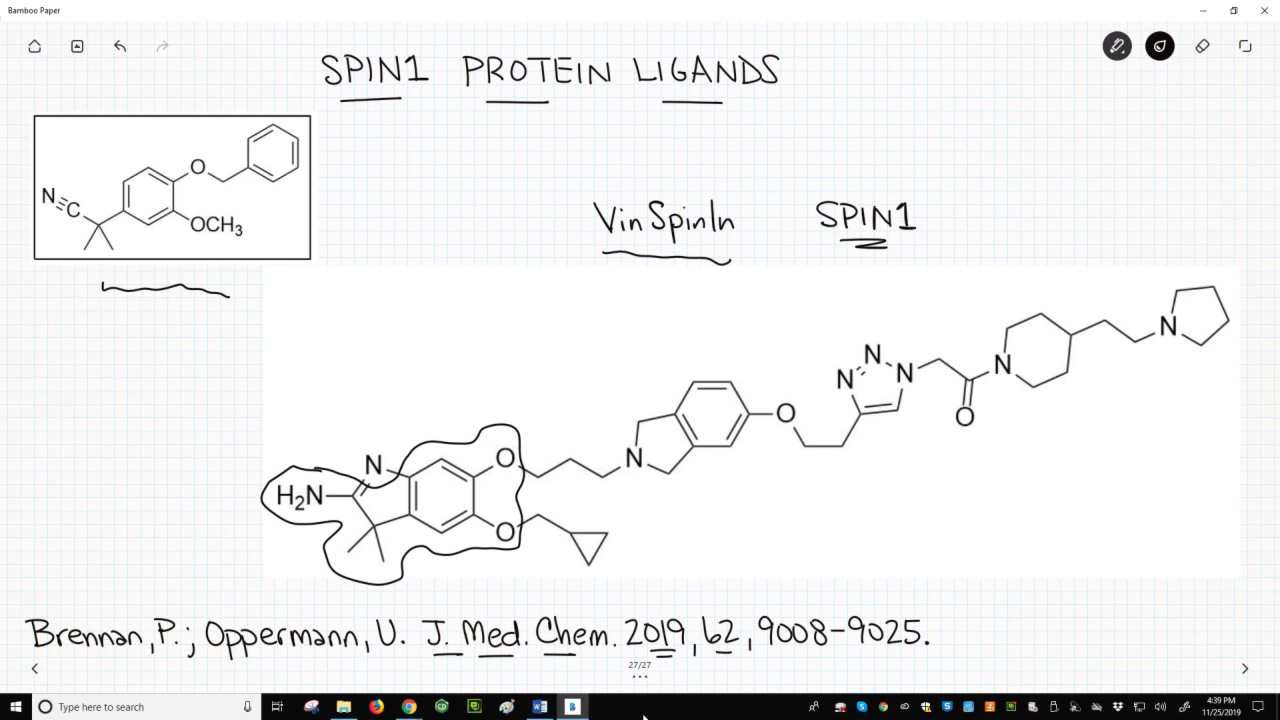 Bamboo Paper
SPIN1 PROTEIN LIGANDS
O
N
C
OCH3
VinSpinIn SPIN1
N
N
N
N
N
O
O
N
O
N
H2N
O
Brennan, P.; Oppermann, U. J. Med. Chem. 2019, 62, 9008-9025.
27/27
Type here to search
4:39 PM
11/25/2019